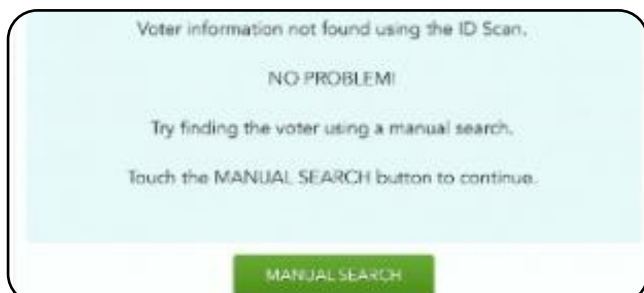 Voter information not found using the ID Scan.
NO PROBLEM!
Try finding the voter using a manual search.
Touch the MANUAL SEARCH button to continue.
MANUAL SEARCH